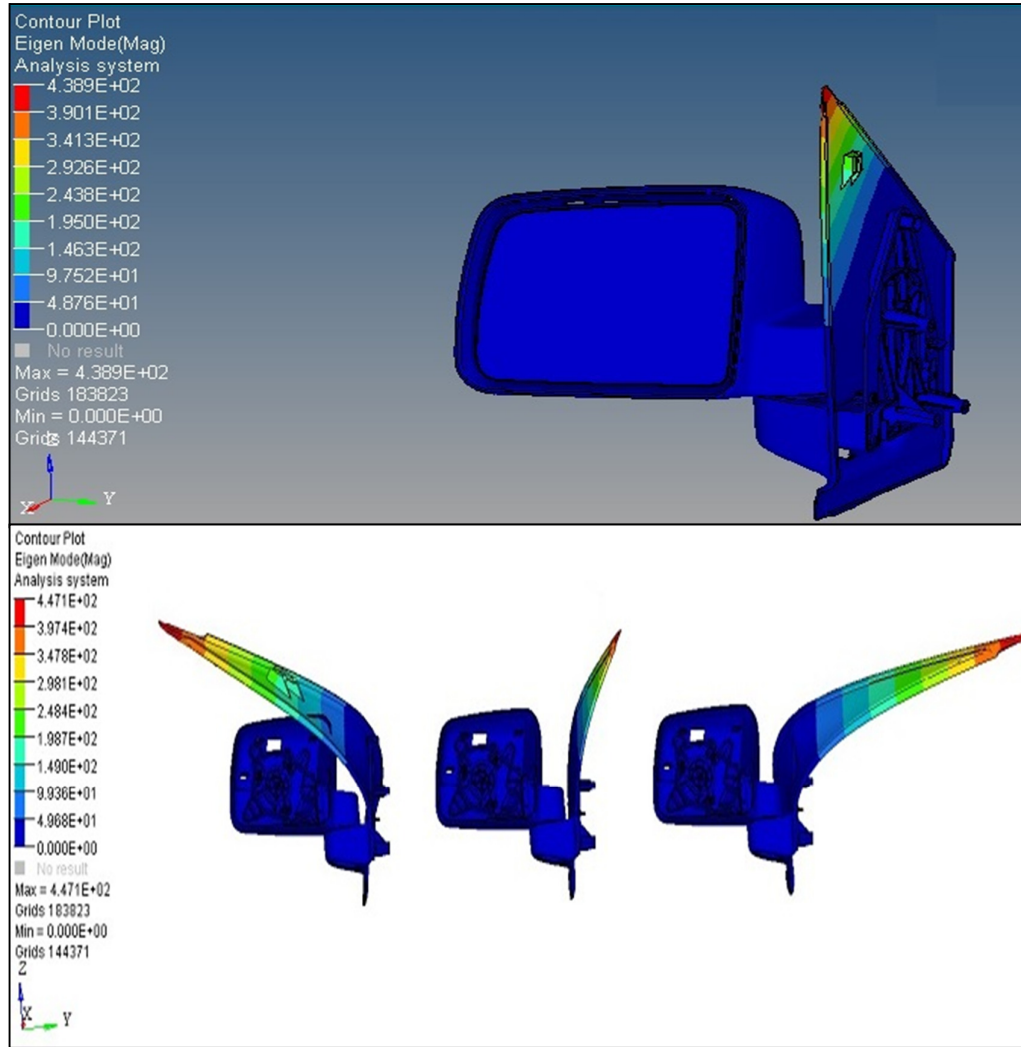 Contour Plot
Eigen Mode(Mag)
Analysis system
4.389E+02
3.901E+02
3.413E+02
2.926E+02
2.438E+02
1.950E+02
1.463E+02
9.752E+01
4.876E+01
0.000E+00
No result
Max = 4.389E+02
Grids 183823
Min = 0.000E+00
Grids 144371
Z
X Y
Contour Plot
Eigen Mode(Mag)
Analysis system
4.471E+02
3.974E+02
3.478E+02
2.981E+02
2.484E+02
1.987E+02
1.490E+02
9.936E+01
4.968E+01
0.000E+00
No result
Max = 4.471E+02
Grids 183823
Min = 0.000E+00
Grids 144371
Z
X Y